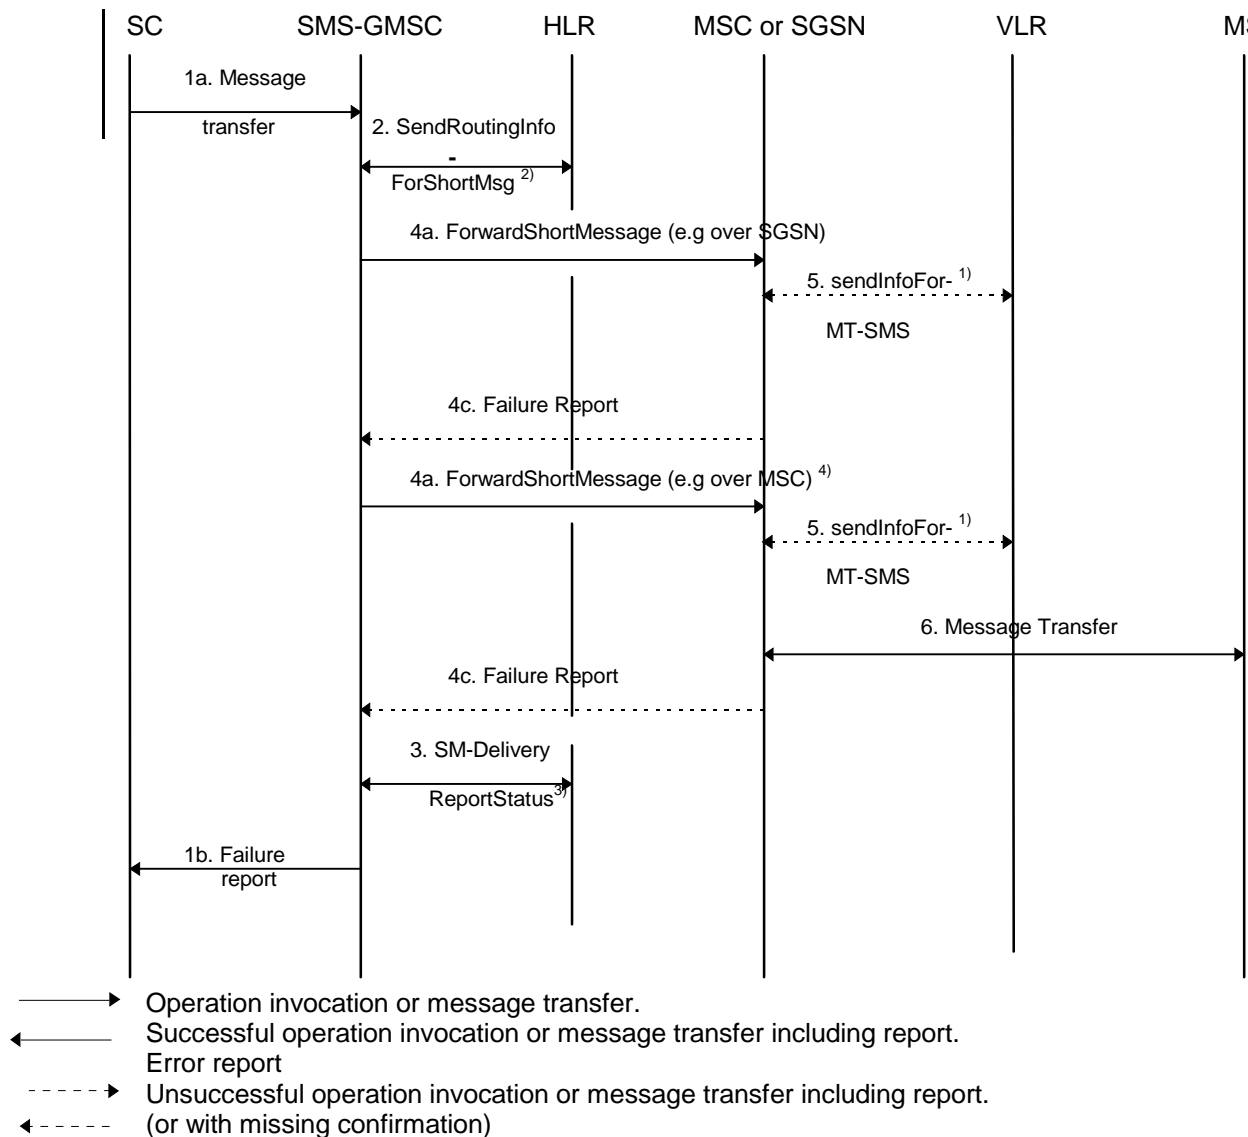 SC SMS-GMSC HLR MSC or SGSN VLR MS
1a. Message
transfer
2. SendRoutingInfo
-
ForShortMsg 2)
4a. ForwardShortMessage (e.g over SGSN)
5. sendInfoFor- 1)
MT-SMS
4c. Failure Report
4a. ForwardShortMessage (e.g over MSC) 4)
5. sendInfoFor- 1)
MT-SMS
6. Message Transfer
4c. Failure Report
3. SM-Delivery
ReportStatus3)
1b. Failure
report
Operation invocation or message transfer.
Successful operation invocation or message transfer including report.
Error report
Unsuccessful operation invocation or message transfer including report.
(or with missing confirmation)